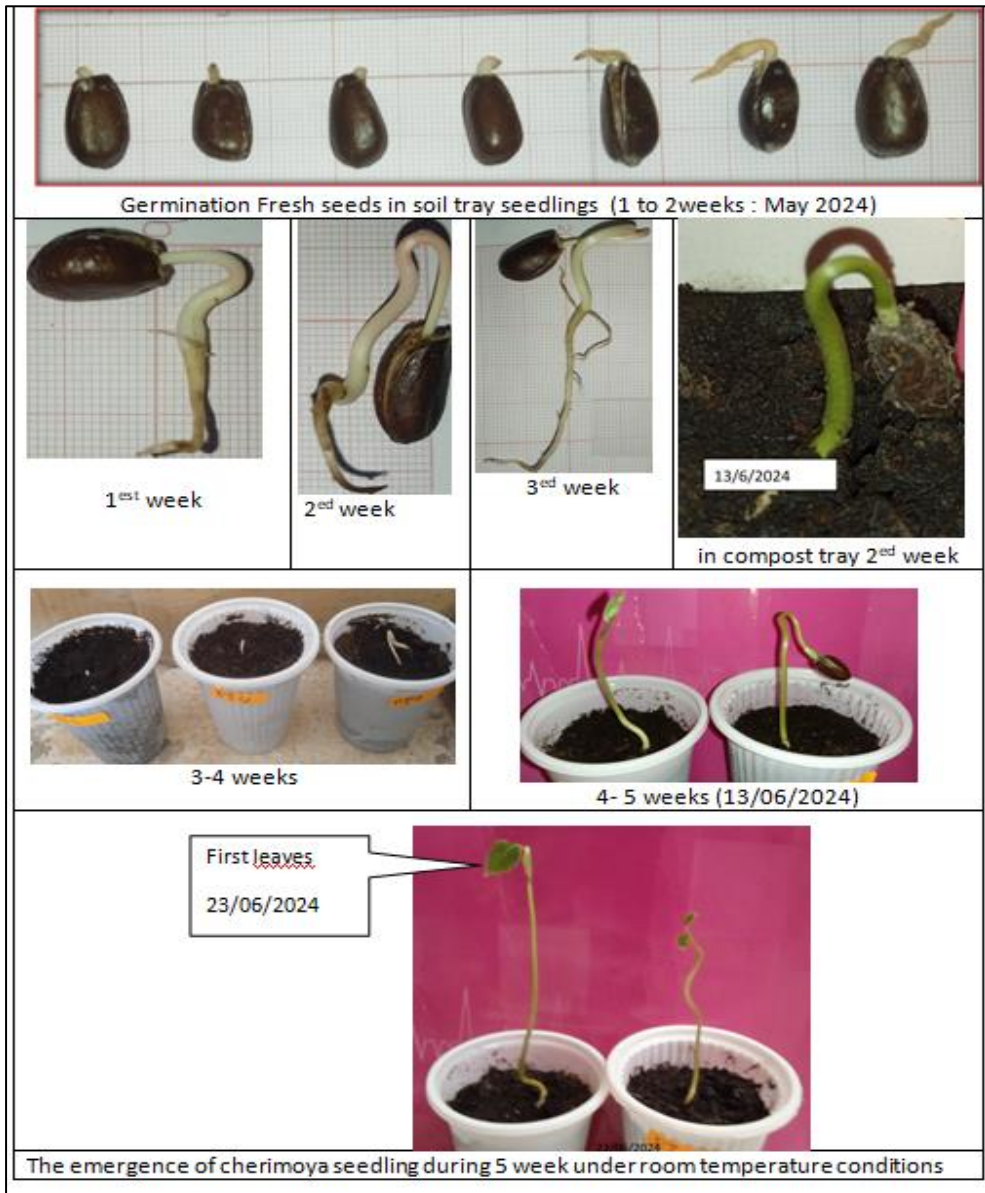 Germination Fresh seeds in soil tray seedlings (1 to 2weeks : May 2024)
1est week
2ed week
3ed week
13/6/2024
in compost tray 2ed week
3-4 weeks
4- 5 weeks (13/06/2024)
First leaves
23/06/2024
The emergence of cherimoya seedling during 5 week under room temperature conditions